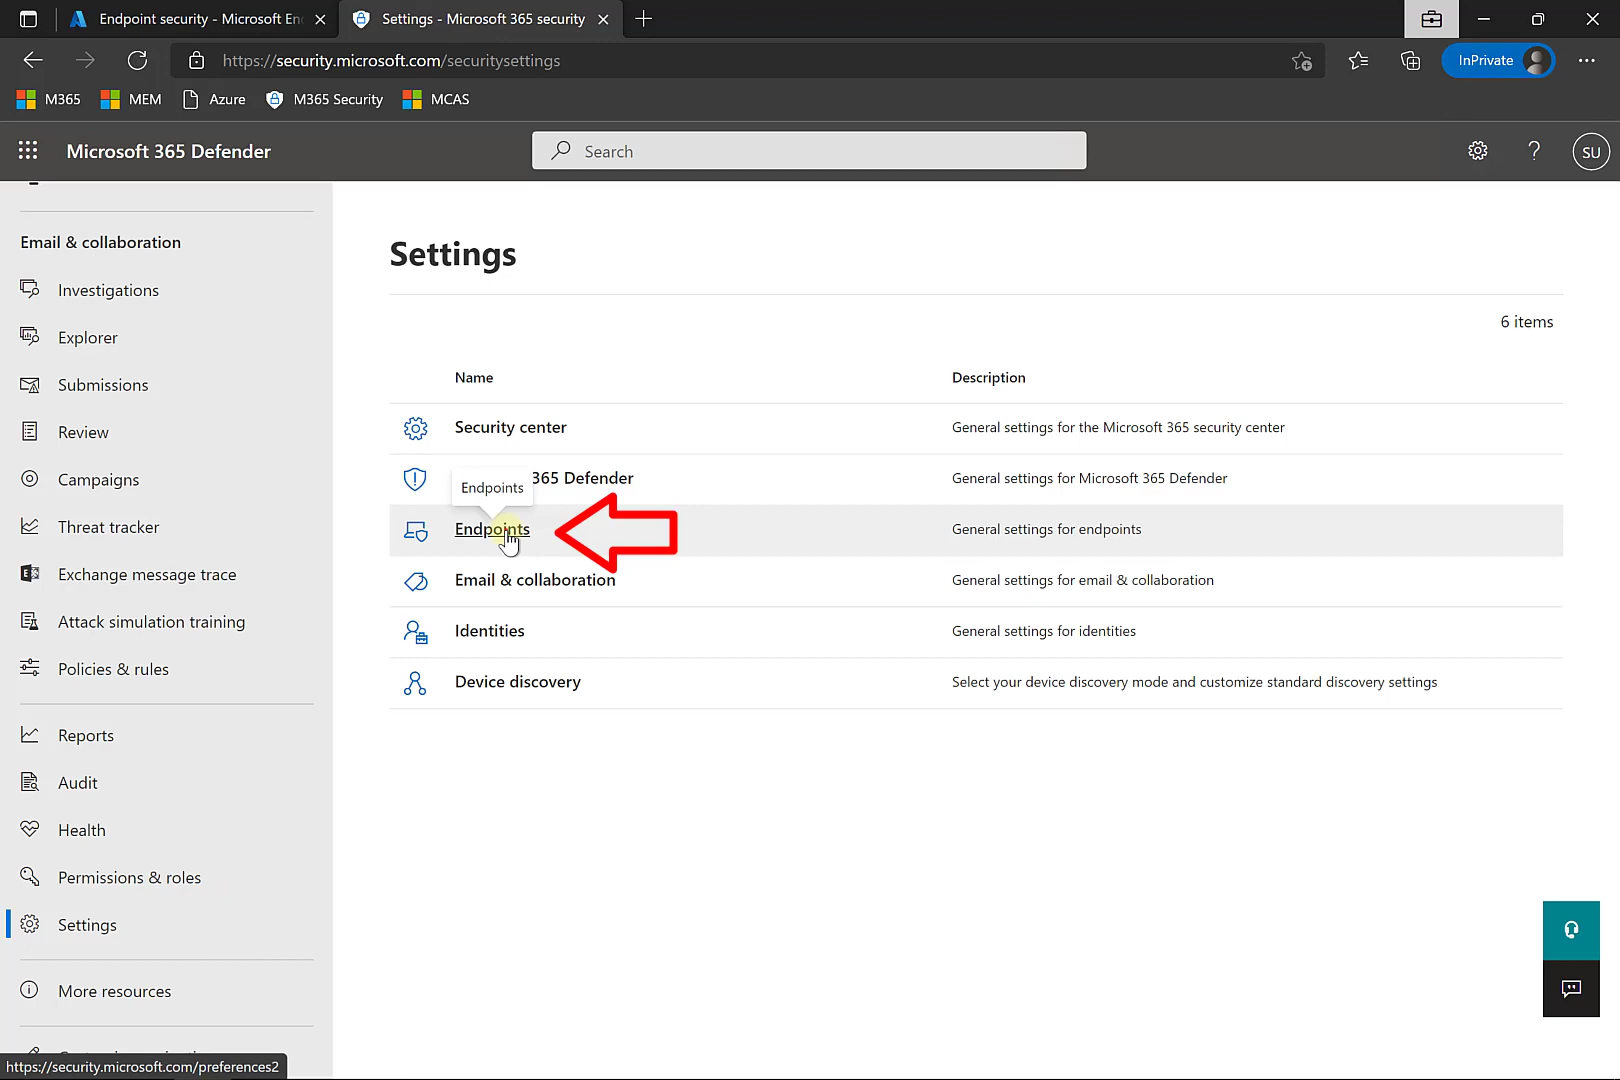 Endpoint security - Microsoft En
Settings - Microsoft 365 security
https://security.microsoft.com/securitysettings
InPrivate
M365
MEM
Azure
M365 Security
MCAS
Microsoft 365 Defender
Search
SU
Email & collaboration
Investigations
Explorer
Submissions
Review
Campaigns
Threat tracker
Exchange message trace
Attack simulation training
Policies & rules
Reports
Audit
Health
Permissions & roles
Settings
More resources
https://security.microsoft.com/preferences2
Settings
6 items
Name Description
Security center General settings for the Microsoft 365 security center
365 Defender General settings for Microsoft 365 Defender
Endpoints
Endpoints General settings for endpoints
Email & collaboration General settings for email & collaboration
Identities General settings for identities
Device discovery Select your device discovery mode and customize standard discovery settings